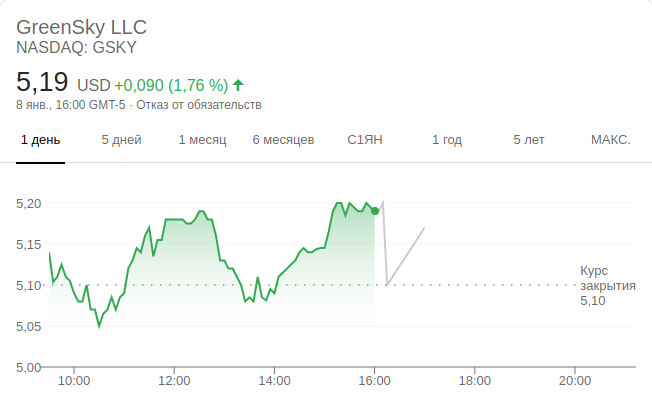 GreenSky LLC
NASDAQ: GSKY
5,19 USD +0,090 (1,76 %)
8 янв., 16:00 GMT-5 · Отказ от обязательств
1 день 5 дней 1 месяц 6 месяцев С1ЯН 1 год 5 лет МАКС.
5,20
5,15
5,10
5,05
5,00
Курс
закрытия
5,10
10:00 12:00 14:00 16:00 18:00 20:00